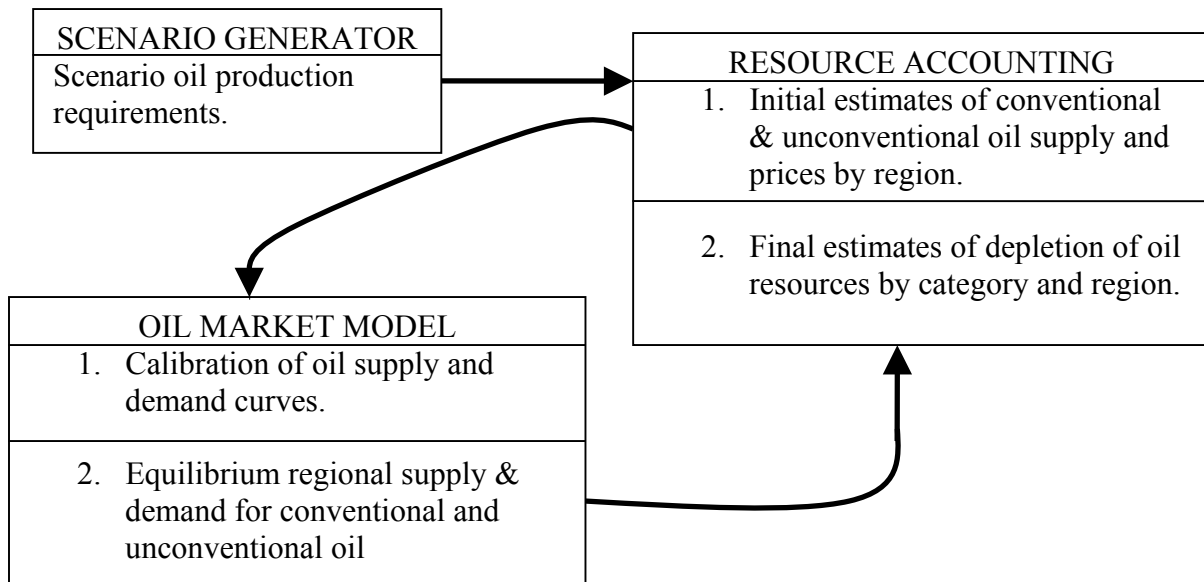 SCENARIO GENERATOR
Scenario oil production
requirements.
RESOURCE ACCOUNTING
1. Initial estimates of conventional
& unconventional oil supply and
prices by region.
2. Final estimates of depletion of oil
resources by category and region.
OIL MARKET MODEL
1. Calibration of oil supply and
demand curves.
2. Equilibrium regional supply &
demand for conventional and
unconventional oil